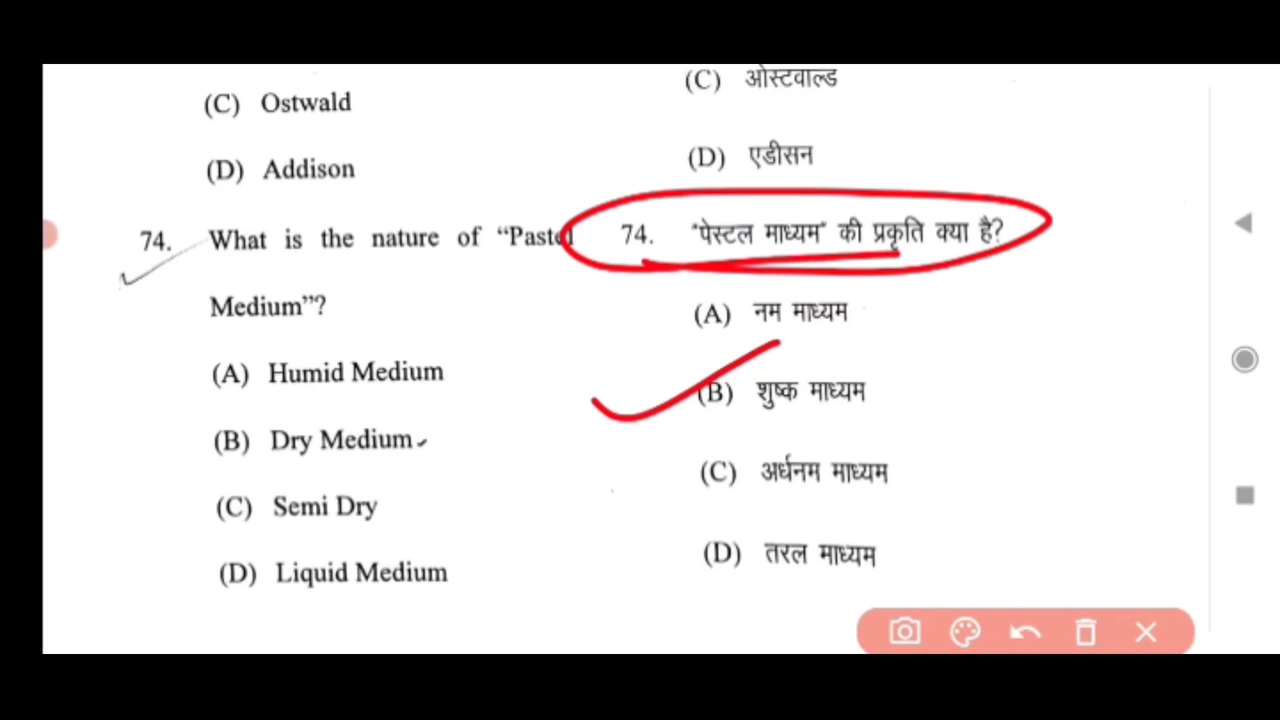 (C) Ostwald
(D) Addison
74. What is the nature of “Pastel
Medium”?
(A) Humid Medium
(B) Dry Medium
(C) Semi Dry
(D) Liquid Medium
(C) ओस्टवाल्ड
(D) एडीसन
74. "पेस्टल माध्यम" की प्रकृति क्या है?
(A) नम माध्यम
(B) शुष्क माध्यम
(C) अर्धनम माध्यम
(D) तरल माध्यम